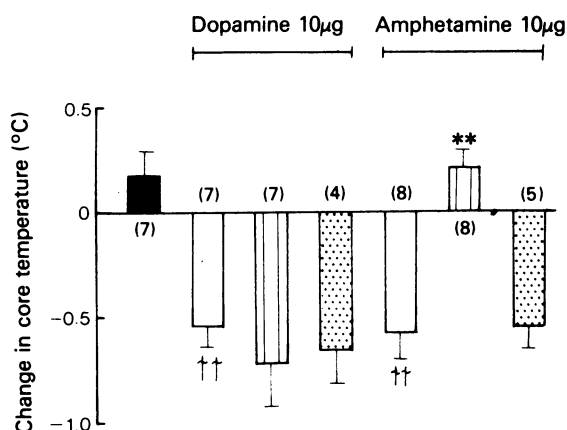 Dopamine 10µg Amphetamine 10µg
Change in core temperature (°C)
0.5
0
−0.5
−1.0
**
(7) (7) (4) (8) (5)
(7) (8)
†† ††